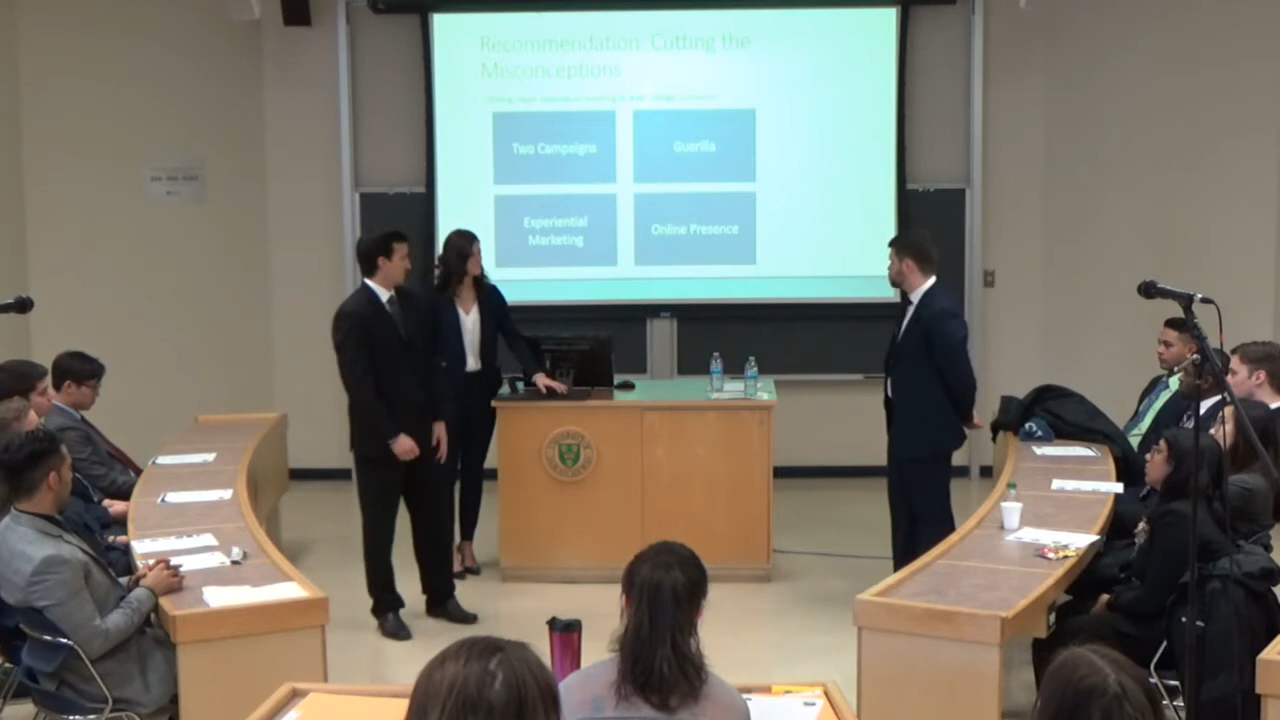 Recommendation: Cutting the
Misconceptions
Two Campaigns
Guerilla
Experiential
Marketing
Online Presence